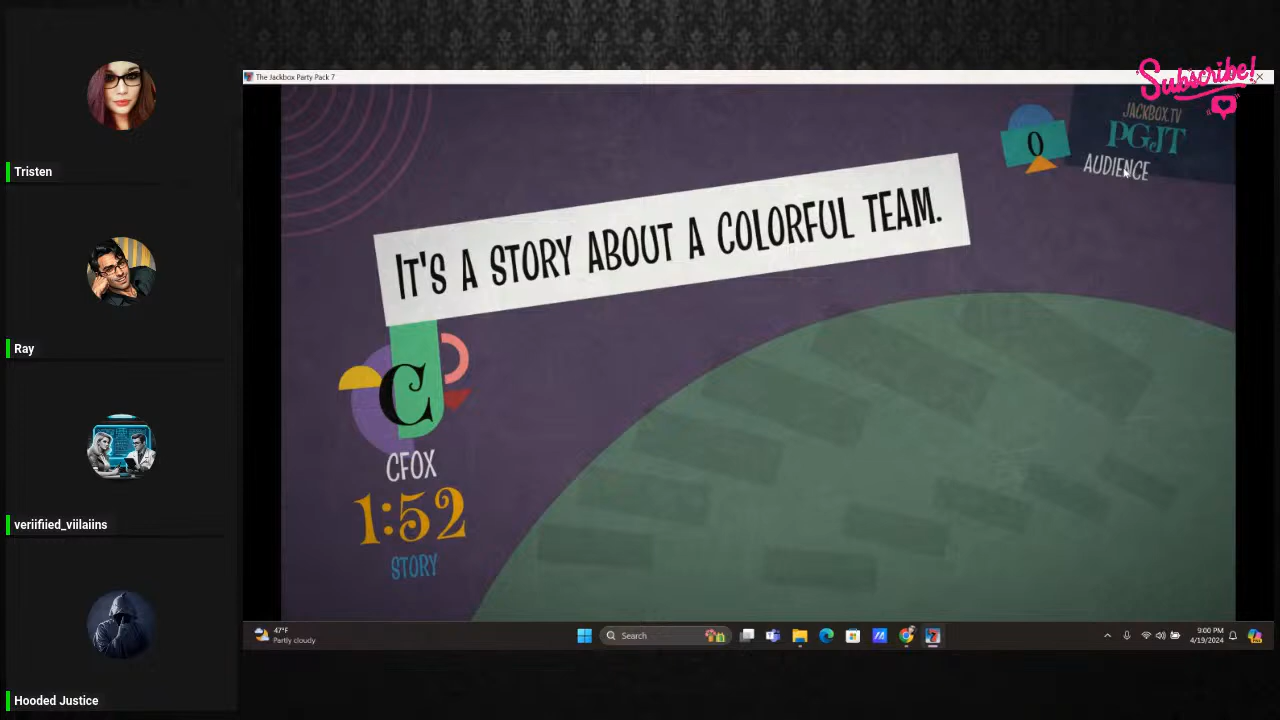 Tristen
Ray
veriifiied_viilaiins
Hooded Justice
The Jackbox Party Pack 7
Subscribe!
JACKBOX.TV
PGJT
0
AUDIENCE
IT'S A STORY ABOUT A COLORFUL TEAM.
C
CFOX
1:52
STORY
47°F
Partly cloudy
Search
9:00 PM
4/19/2024